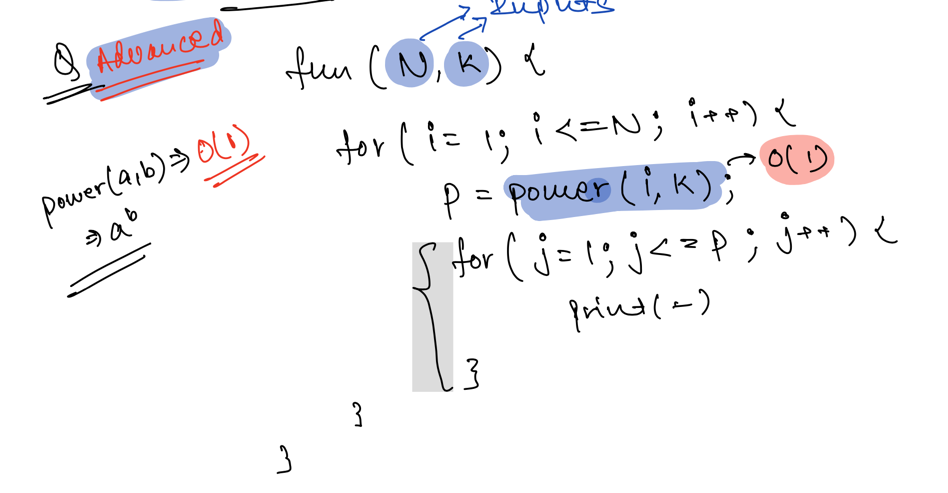 Inputs
Q Advanced
fun (N, K) {
for ( i = 1; i <= N; i++) {
power(a,b) => O(1)
=> a^b
p = power(i, K); → O(1)
for ( j = 1; j <= P; j++) {
print(-)
}
}
}